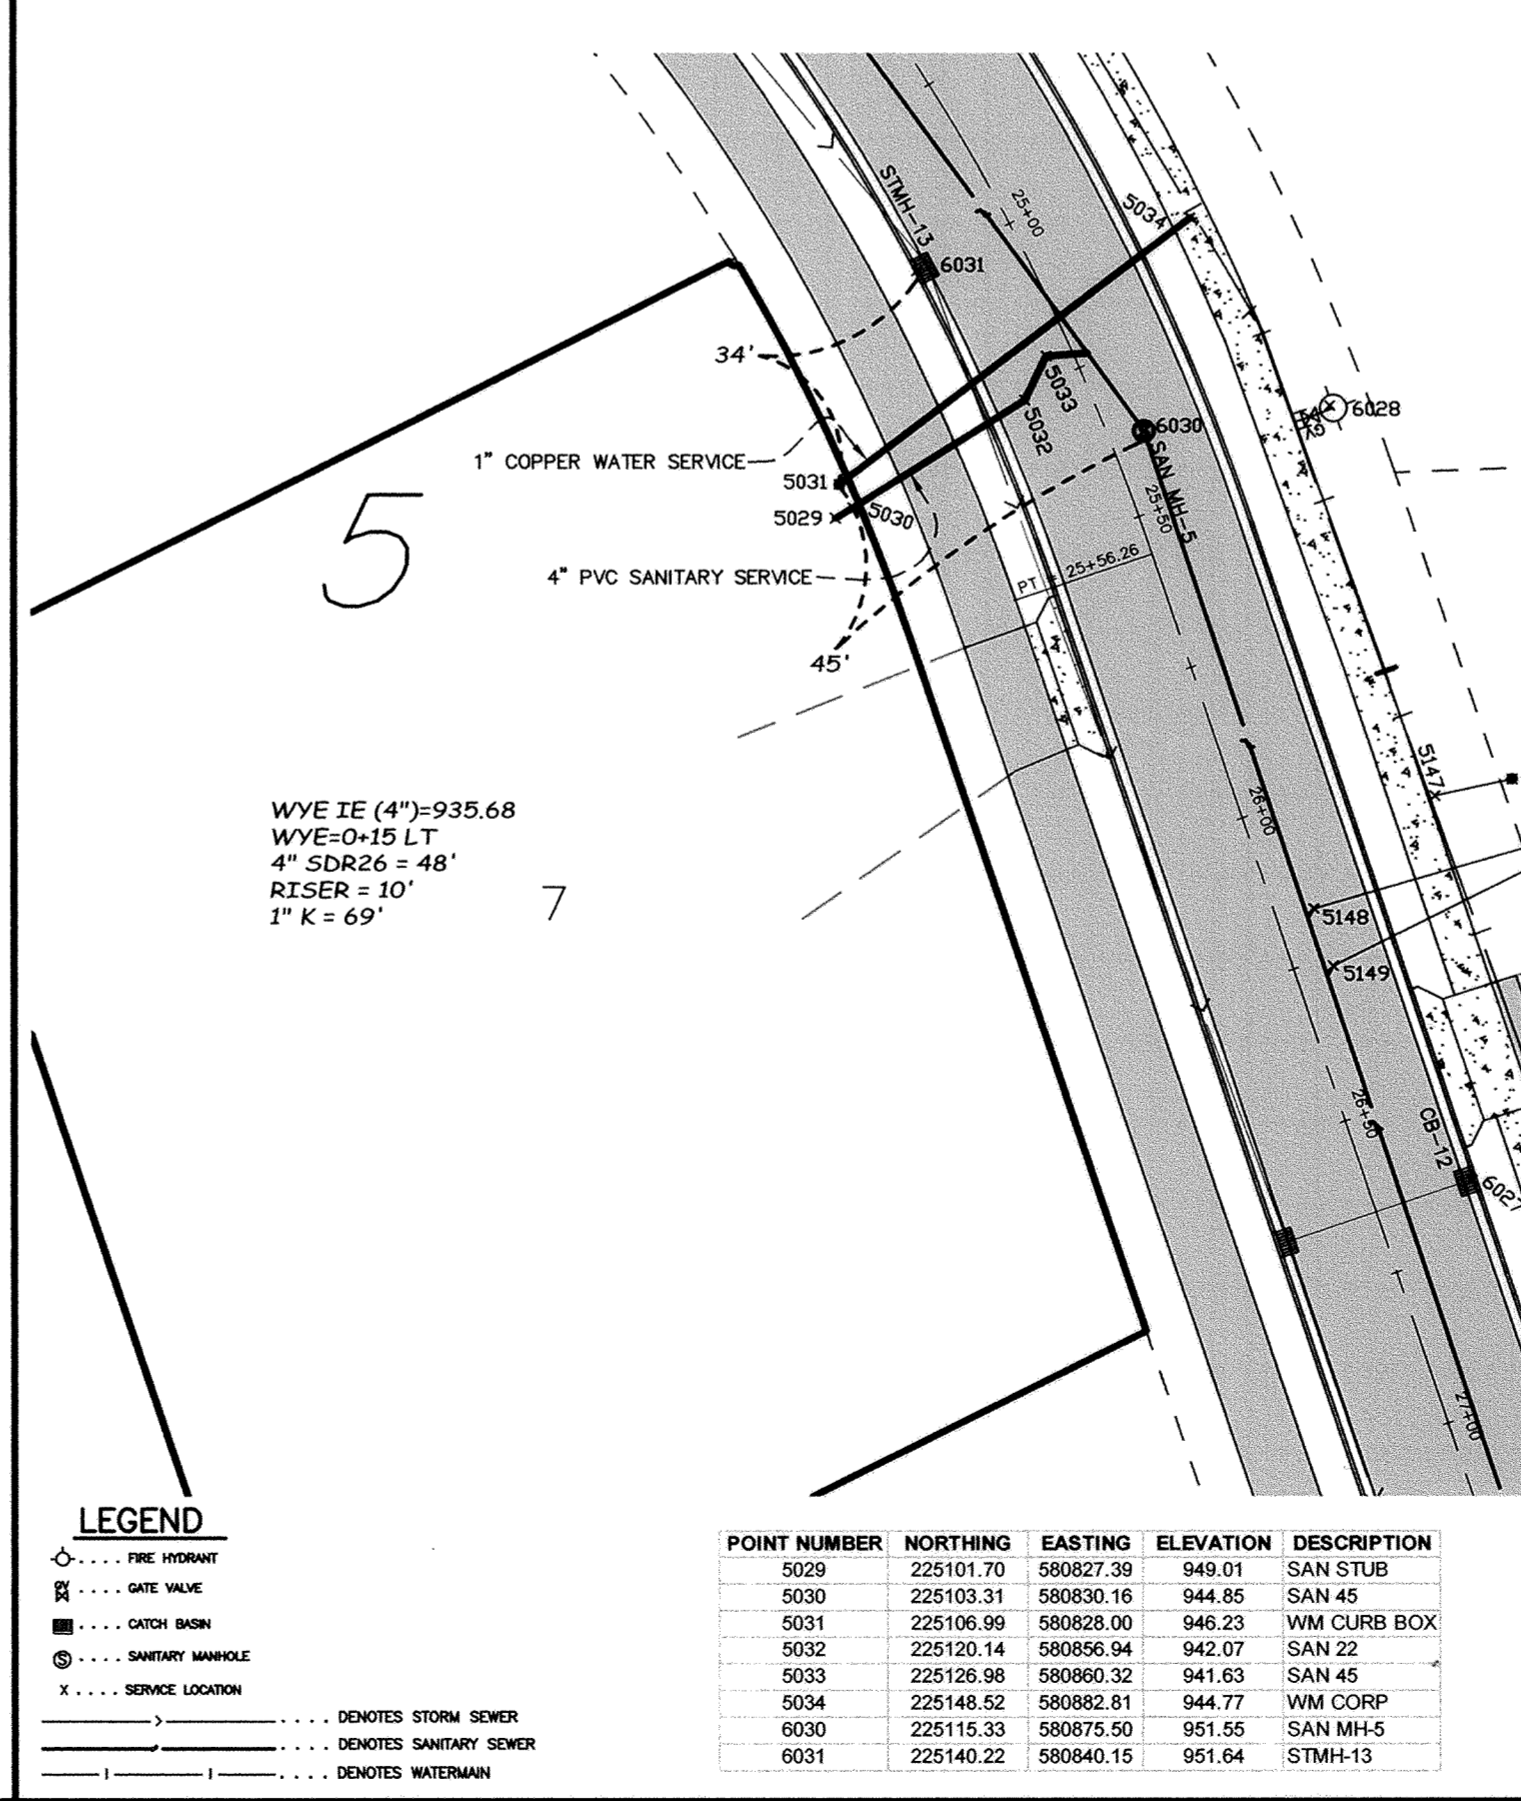 STMH-13
6031
25+00
5034
34'
5033
5032
6030
SAN MH-5
25+50
6028
GV
1" COPPER WATER SERVICE
5031
5029
5030
5
4" PVC SANITARY SERVICE
PT
25+56.26
45'
5147
26+00
WYE IE (4")=935.68
WYE=0+15 LT
4" SDR26 = 48'
RISER = 10'
1" K = 69'
7
5148
5149
26+50
CB-12
6027
27+00
LEGEND
.... FIRE HYDRANT
GV .... GATE VALVE
.... CATCH BASIN
S .... SANITARY MANHOLE
X .... SERVICE LOCATION
.... DENOTES STORM SEWER
.... DENOTES SANITARY SEWER
.... DENOTES WATERMAIN
POINT NUMBER NORTHING EASTING ELEVATION DESCRIPTION
5029 225101.70 580827.39 949.01 SAN STUB
5030 225103.31 580830.16 944.85 SAN 45
5031 225106.99 580828.00 946.23 WM CURB BOX
5032 225120.14 580856.94 942.07 SAN 22
5033 225126.98 580860.32 941.63 SAN 45
5034 225148.52 580882.81 944.77 WM CORP
6030 225115.33 580875.50 951.55 SAN MH-5
6031 225140.22 580840.15 951.64 STMH-13